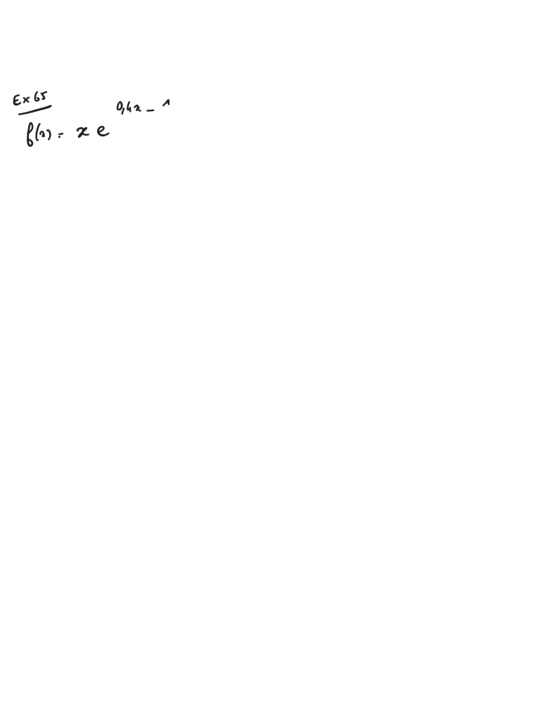 Ex 65
f(x) = x e^{0,4x - 1}